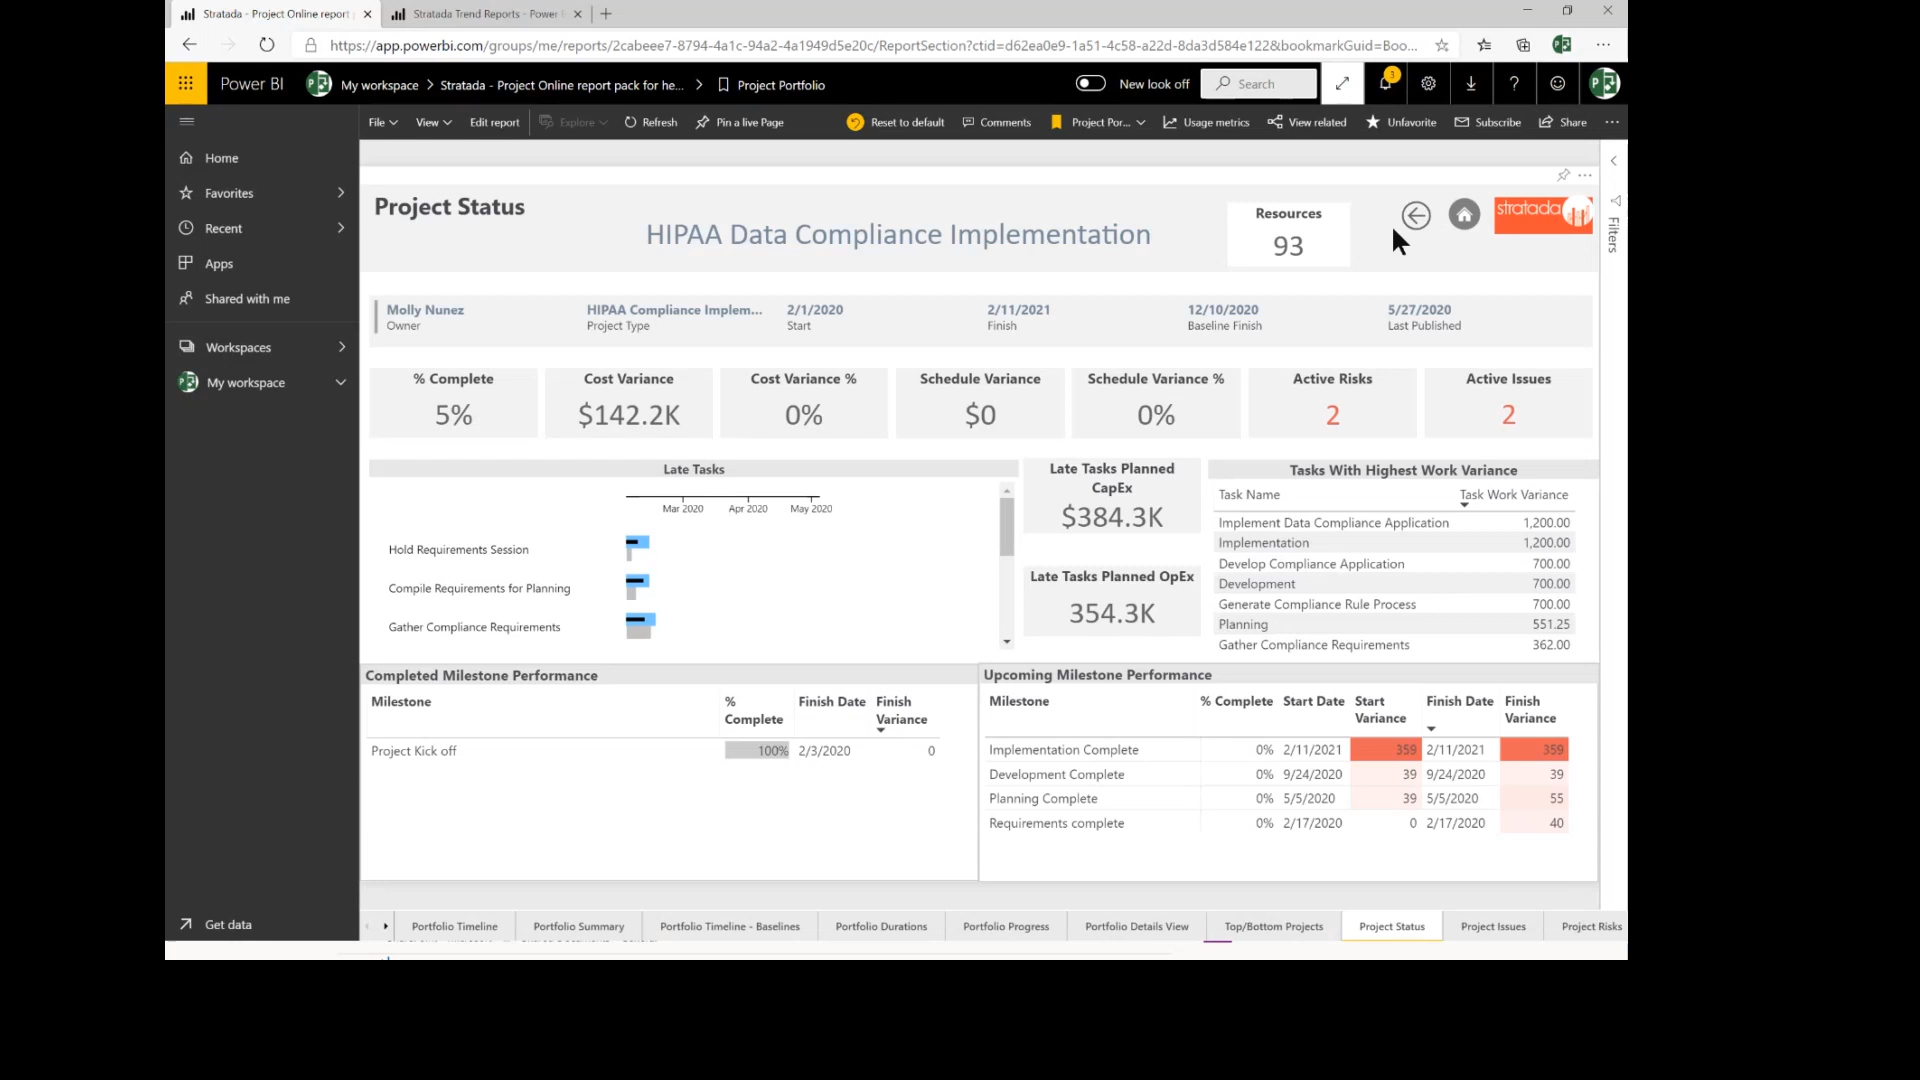 Stratada - Project Online report
Stratada Trend Reports - Power
https://app.powerbi.com/groups/me/reports/2cabeee7-8794-4a1c-94a2-4a1949d5e20c/ReportSection?ctid=d62ea0e9-1a51-4c58-a22d-8da3d584e122&bookmarkGuid=Boo...
Power BI My workspace > Stratada - Project Online report pack for he... > Project Portfolio New look off Search 3
File View Edit report Explore Refresh Pin a live Page Reset to default Comments Project Por... Usage metrics View related Unfavorite Subscribe Share
Home
Favorites
Recent
Apps
Shared with me
Workspaces
My workspace
Get data
Filters
Project Status
HIPAA Data Compliance Implementation
Resources
93
stratada
Molly Nunez HIPAA Compliance Implem... 2/1/2020 2/11/2021 12/10/2020 5/27/2020
Owner Project Type Start Finish Baseline Finish Last Published
% Complete Cost Variance Cost Variance % Schedule Variance Schedule Variance % Active Risks Active Issues
5% $142.2K 0% $0 0% 2 2
Late Tasks
Mar 2020 Apr 2020 May 2020
Hold Requirements Session
Compile Requirements for Planning
Gather Compliance Requirements
Late Tasks Planned
CapEx
$384.3K
Late Tasks Planned OpEx
354.3K
Tasks With Highest Work Variance
Task Name Task Work Variance
Implement Data Compliance Application 1,200.00
Implementation 1,200.00
Develop Compliance Application 700.00
Development 700.00
Generate Compliance Rule Process 700.00
Planning 551.25
Gather Compliance Requirements 362.00
Completed Milestone Performance
Milestone % Complete Finish Date Finish Variance
Project Kick off 100% 2/3/2020 0
Upcoming Milestone Performance
Milestone % Complete Start Date Start Variance Finish Date Finish Variance
Implementation Complete 0% 2/11/2021 359 2/11/2021 359
Development Complete 0% 9/24/2020 39 9/24/2020 39
Planning Complete 0% 5/5/2020 39 5/5/2020 55
Requirements complete 0% 2/17/2020 0 2/17/2020 40
Portfolio Timeline Portfolio Summary Portfolio Timeline - Baselines Portfolio Durations Portfolio Progress Portfolio Details View Top/Bottom Projects Project Status Project Issues Project Risks